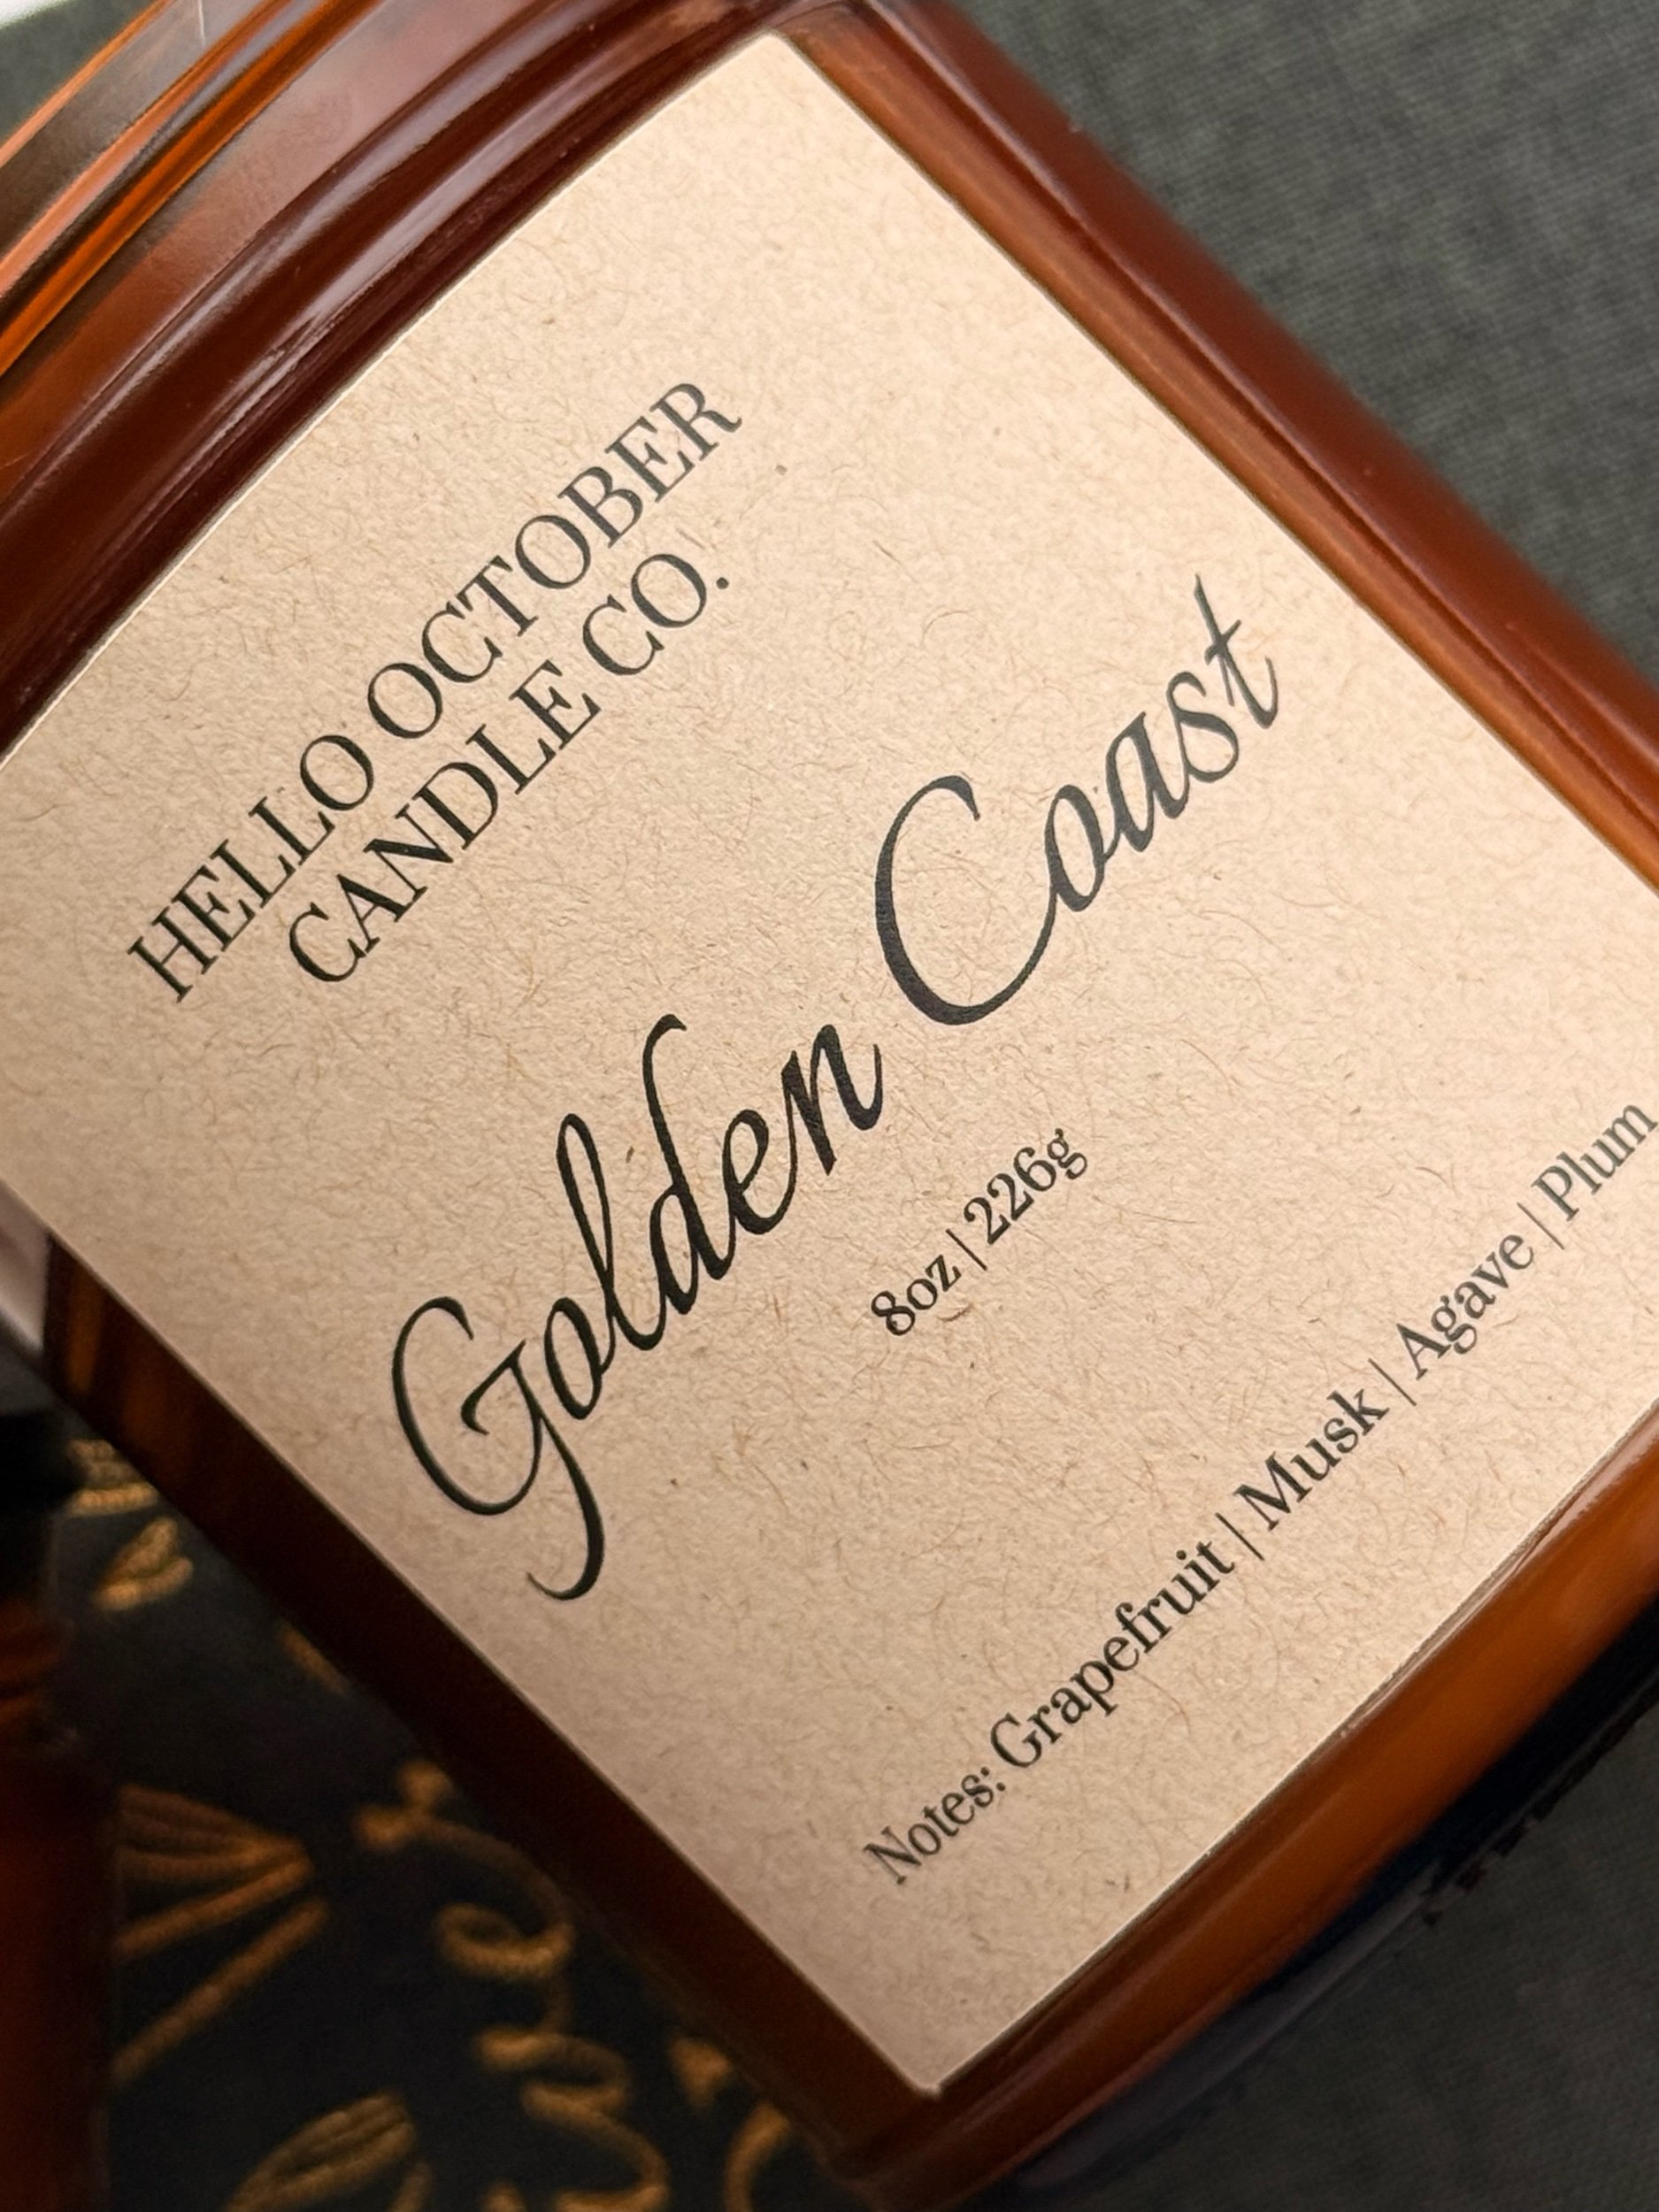 HELLO OCTOBER
CANDLE CO.
Golden Coast
8oz | 226g
Notes: Grapefruit | Musk | Agave | Plum